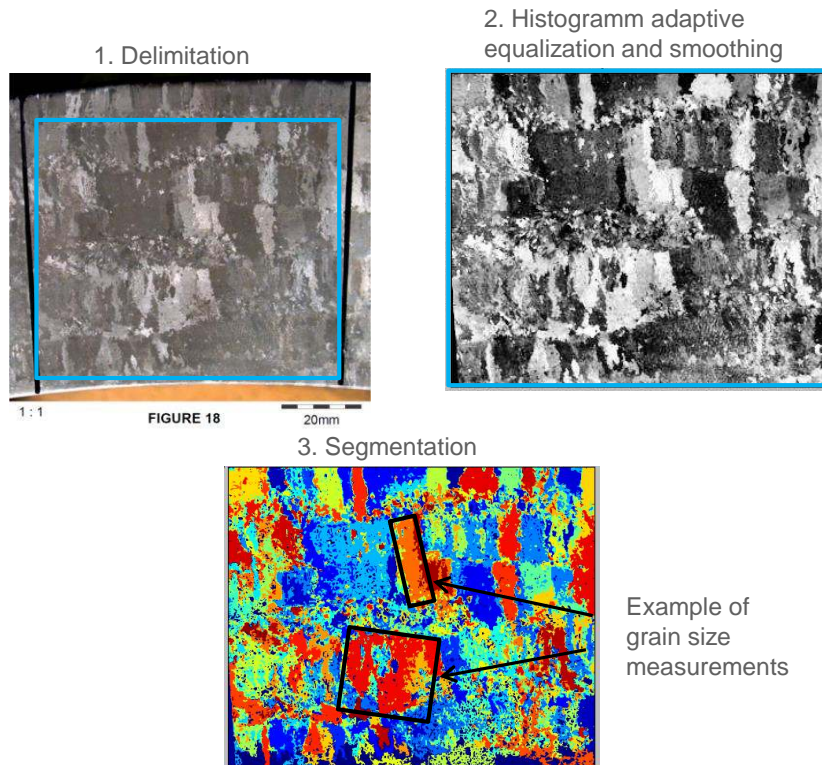 1. Delimitation
2. Histogramm adaptive
equalization and smoothing
1 : 1
FIGURE 18
20mm
3. Segmentation
Example of
grain size
measurements